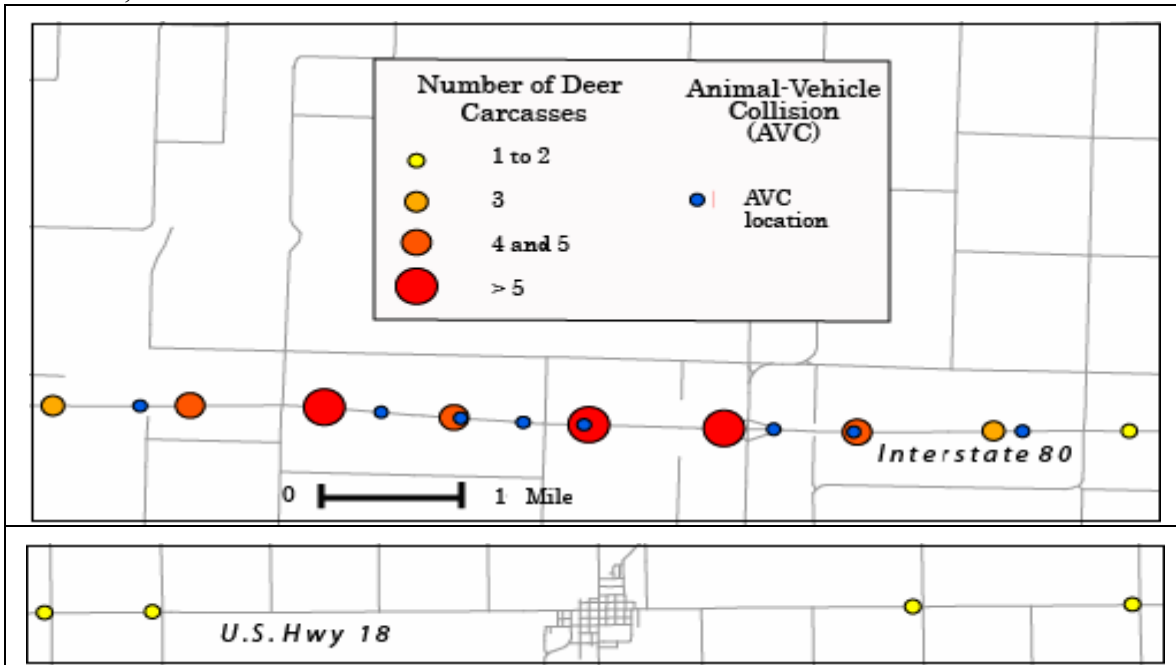 Number of Deer
Carcasses
1 to 2
3
4 and 5
> 5
Animal-Vehicle
Collision
(AVC)
AVC
location
Interstate 80
0 1 Mile
U.S. Hwy 18